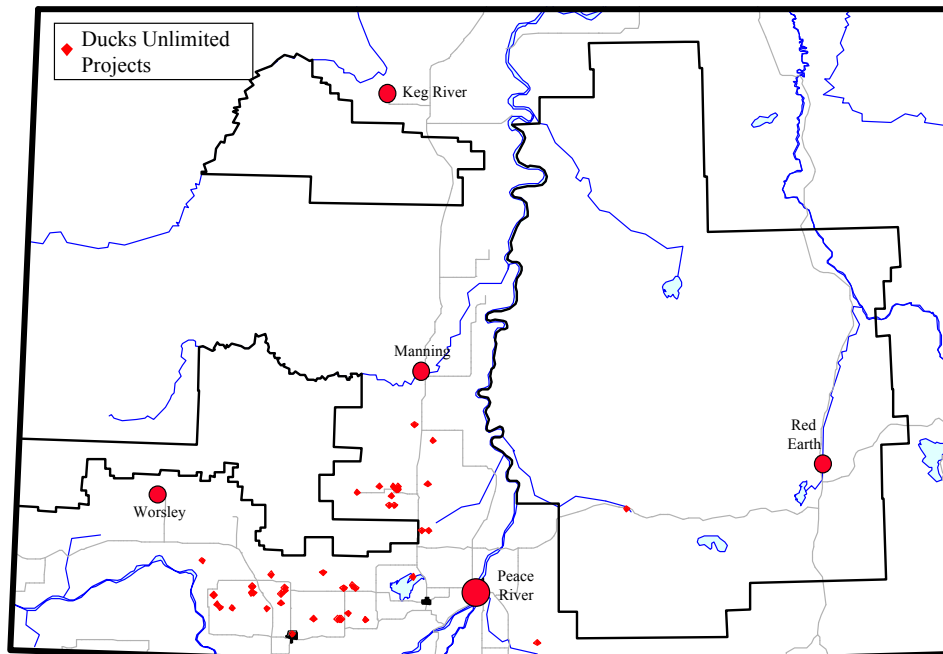 Ducks Unlimited
Projects
Keg River
Manning
Red
Earth
Worsley
Peace
River